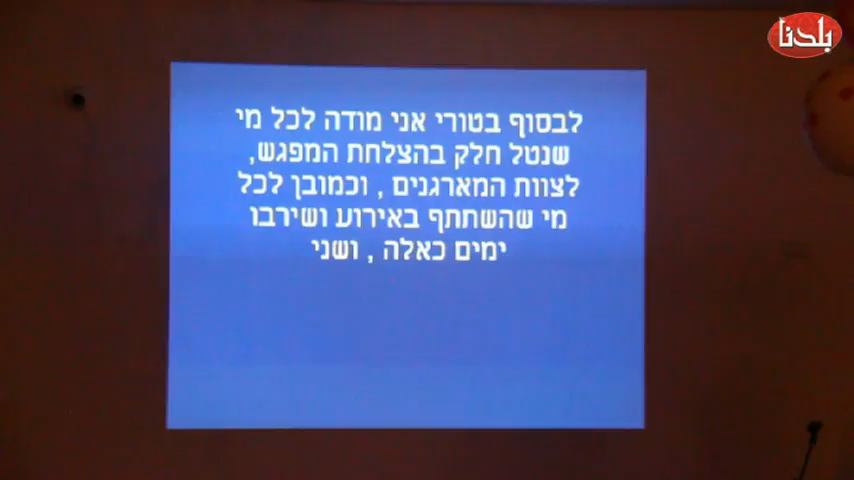 بلدنا
לבסוף בטורי אני מודה לכל מי
שנטל חלק בהצלחת המפגש,
לצוות המארגנים , וכמובן לכל
מי שהשתתף באירוע ושירבו
ימים כאלה , ושני